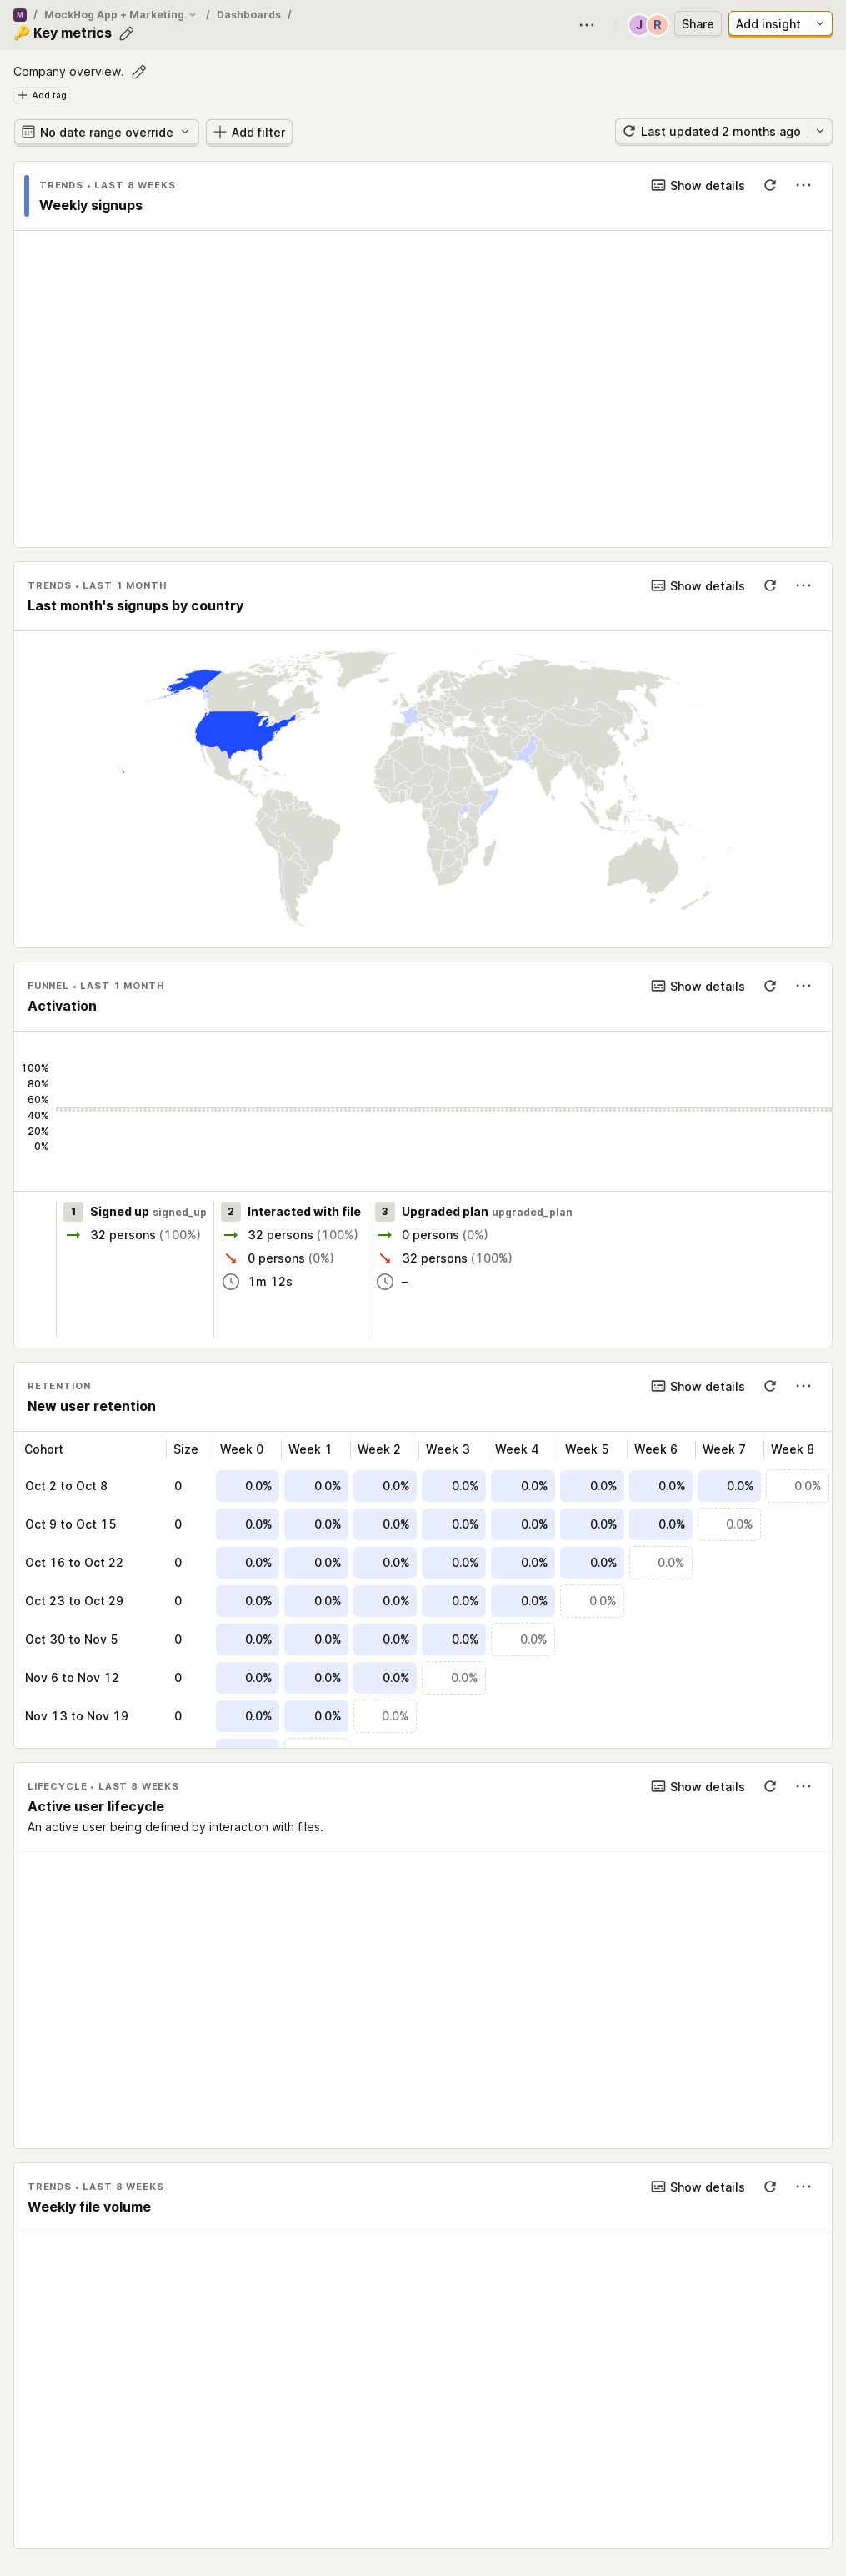 M / MockHog App + Marketing / Dashboards /
🔑 Key metrics
J R Share Add insight
Company overview.
Add tag
No date range override Add filter Last updated 2 months ago
TRENDS • LAST 8 WEEKS Show details
Weekly signups
TRENDS • LAST 1 MONTH Show details
Last month's signups by country
FUNNEL • LAST 1 MONTH Show details
Activation
100%
80%
60%
40%
20%
0%
1 Signed up signed_up 2 Interacted with file 3 Upgraded plan upgraded_plan
32 persons (100%) 32 persons (100%) 0 persons (0%)
0 persons (0%) 32 persons (100%)
1m 12s –
RETENTION Show details
New user retention
Cohort Size Week 0 Week 1 Week 2 Week 3 Week 4 Week 5 Week 6 Week 7 Week 8
Oct 2 to Oct 8 0 0.0% 0.0% 0.0% 0.0% 0.0% 0.0% 0.0% 0.0% 0.0%
Oct 9 to Oct 15 0 0.0% 0.0% 0.0% 0.0% 0.0% 0.0% 0.0% 0.0%
Oct 16 to Oct 22 0 0.0% 0.0% 0.0% 0.0% 0.0% 0.0% 0.0%
Oct 23 to Oct 29 0 0.0% 0.0% 0.0% 0.0% 0.0% 0.0%
Oct 30 to Nov 5 0 0.0% 0.0% 0.0% 0.0% 0.0%
Nov 6 to Nov 12 0 0.0% 0.0% 0.0% 0.0%
Nov 13 to Nov 19 0 0.0% 0.0% 0.0%
LIFECYCLE • LAST 8 WEEKS Show details
Active user lifecycle
An active user being defined by interaction with files.
TRENDS • LAST 8 WEEKS Show details
Weekly file volume